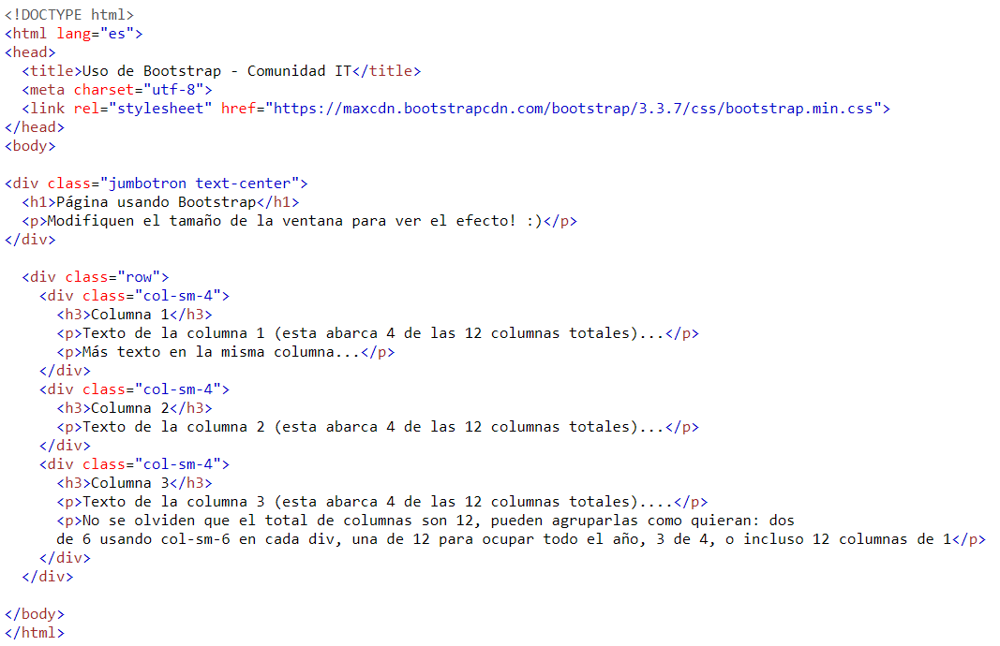 <!DOCTYPE html>
<html lang="es">
<head>
  <title>Uso de Bootstrap - Comunidad IT</title>
  <meta charset="utf-8">
  <link rel="stylesheet" href="https://maxcdn.bootstrapcdn.com/bootstrap/3.3.7/css/bootstrap.min.css">
</head>
<body>

<div class="jumbotron text-center">
  <h1>Página usando Bootstrap</h1>
  <p>Modifiquen el tamaño de la ventana para ver el efecto! :)</p>
</div>

  <div class="row">
    <div class="col-sm-4">
      <h3>Columna 1</h3>
      <p>Texto de la columna 1 (esta abarca 4 de las 12 columnas totales)...</p>
      <p>Más texto en la misma columna...</p>
    </div>
    <div class="col-sm-4">
      <h3>Columna 2</h3>
      <p>Texto de la columna 2 (esta abarca 4 de las 12 columnas totales)...</p>
    </div>
    <div class="col-sm-4">
      <h3>Columna 3</h3>
      <p>Texto de la columna 3 (esta abarca 4 de las 12 columnas totales)....</p>
      <p>No se olviden que el total de columnas son 12, pueden agruparlas como quieran: dos
      de 6 usando col-sm-6 en cada div, una de 12 para ocupar todo el año, 3 de 4, o incluso 12 columnas de 1</p>
    </div>
  </div>

</body>
</html>